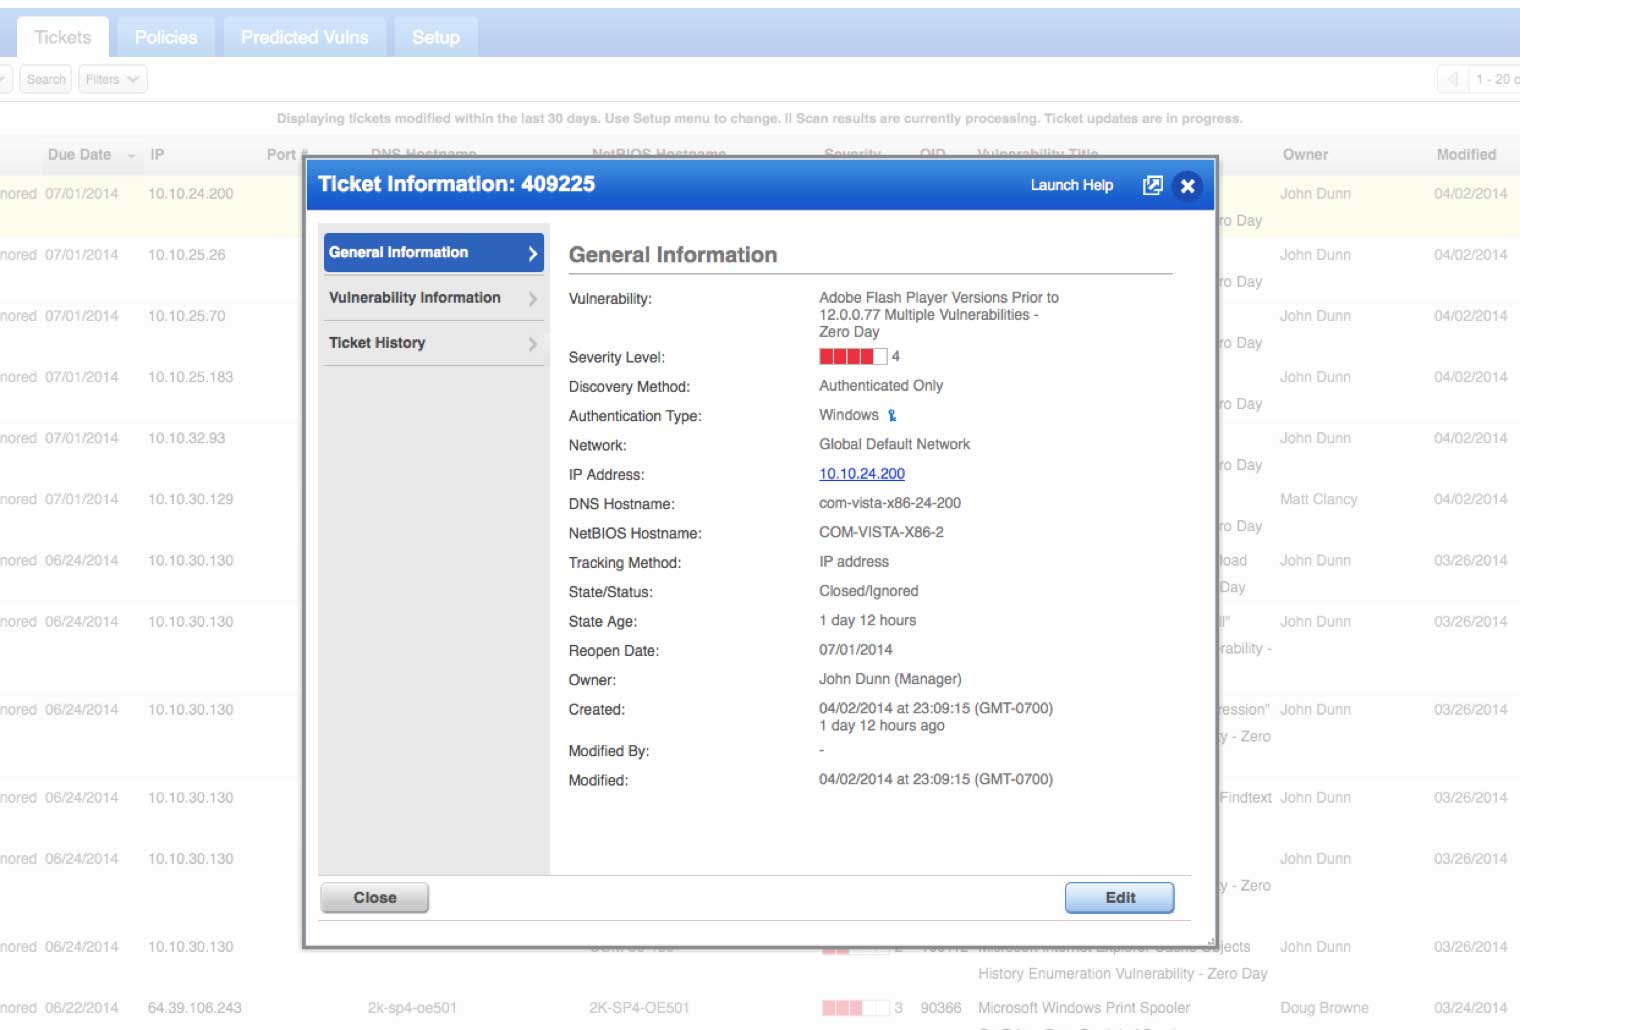 Tickets Policies Predicted Vulns Setup
Search Filters 1 - 20
Displaying tickets modified within the last 30 days. Use Setup menu to change. II Scan results are currently processing. Ticket updates are in progress.
Due Date IP Port # DNS Hostname NetBIOS Hostname Severity QID Vulnerability Title Owner Modified
nored 07/01/2014 10.10.24.200 John Dunn 04/02/2014
ro Day
nored 07/01/2014 10.10.25.26 John Dunn 04/02/2014
ro Day
nored 07/01/2014 10.10.25.70 John Dunn 04/02/2014
ro Day
nored 07/01/2014 10.10.25.183 John Dunn 04/02/2014
ro Day
nored 07/01/2014 10.10.32.93 John Dunn 04/02/2014
ro Day
nored 07/01/2014 10.10.30.129 Matt Clancy 04/02/2014
ro Day
nored 06/24/2014 10.10.30.130 load John Dunn 03/26/2014
Day
nored 06/24/2014 10.10.30.130 ll" John Dunn 03/26/2014
rability -
nored 06/24/2014 10.10.30.130 ression" John Dunn 03/26/2014
y - Zero
nored 06/24/2014 10.10.30.130 Findtext John Dunn 03/26/2014
nored 06/24/2014 10.10.30.130 John Dunn 03/26/2014
y - Zero
nored 06/24/2014 10.10.30.130 2 Microsoft Internet Explorer Cache Objects John Dunn 03/26/2014
History Enumeration Vulnerability - Zero Day
nored 06/22/2014 64.39.106.243 2k-sp4-oe501 2K-SP4-OE501 3 90366 Microsoft Windows Print Spooler Doug Browne 03/24/2014
Ticket Information: 409225 Launch Help
General Information
Vulnerability Information
Ticket History
General Information
Vulnerability: Adobe Flash Player Versions Prior to
12.0.0.77 Multiple Vulnerabilities -
Zero Day
Severity Level: 4
Discovery Method: Authenticated Only
Authentication Type: Windows
Network: Global Default Network
IP Address: 10.10.24.200
DNS Hostname: com-vista-x86-24-200
NetBIOS Hostname: COM-VISTA-X86-2
Tracking Method: IP address
State/Status: Closed/Ignored
State Age: 1 day 12 hours
Reopen Date: 07/01/2014
Owner: John Dunn (Manager)
Created: 04/02/2014 at 23:09:15 (GMT-0700)
1 day 12 hours ago
Modified By: -
Modified: 04/02/2014 at 23:09:15 (GMT-0700)
Close Edit